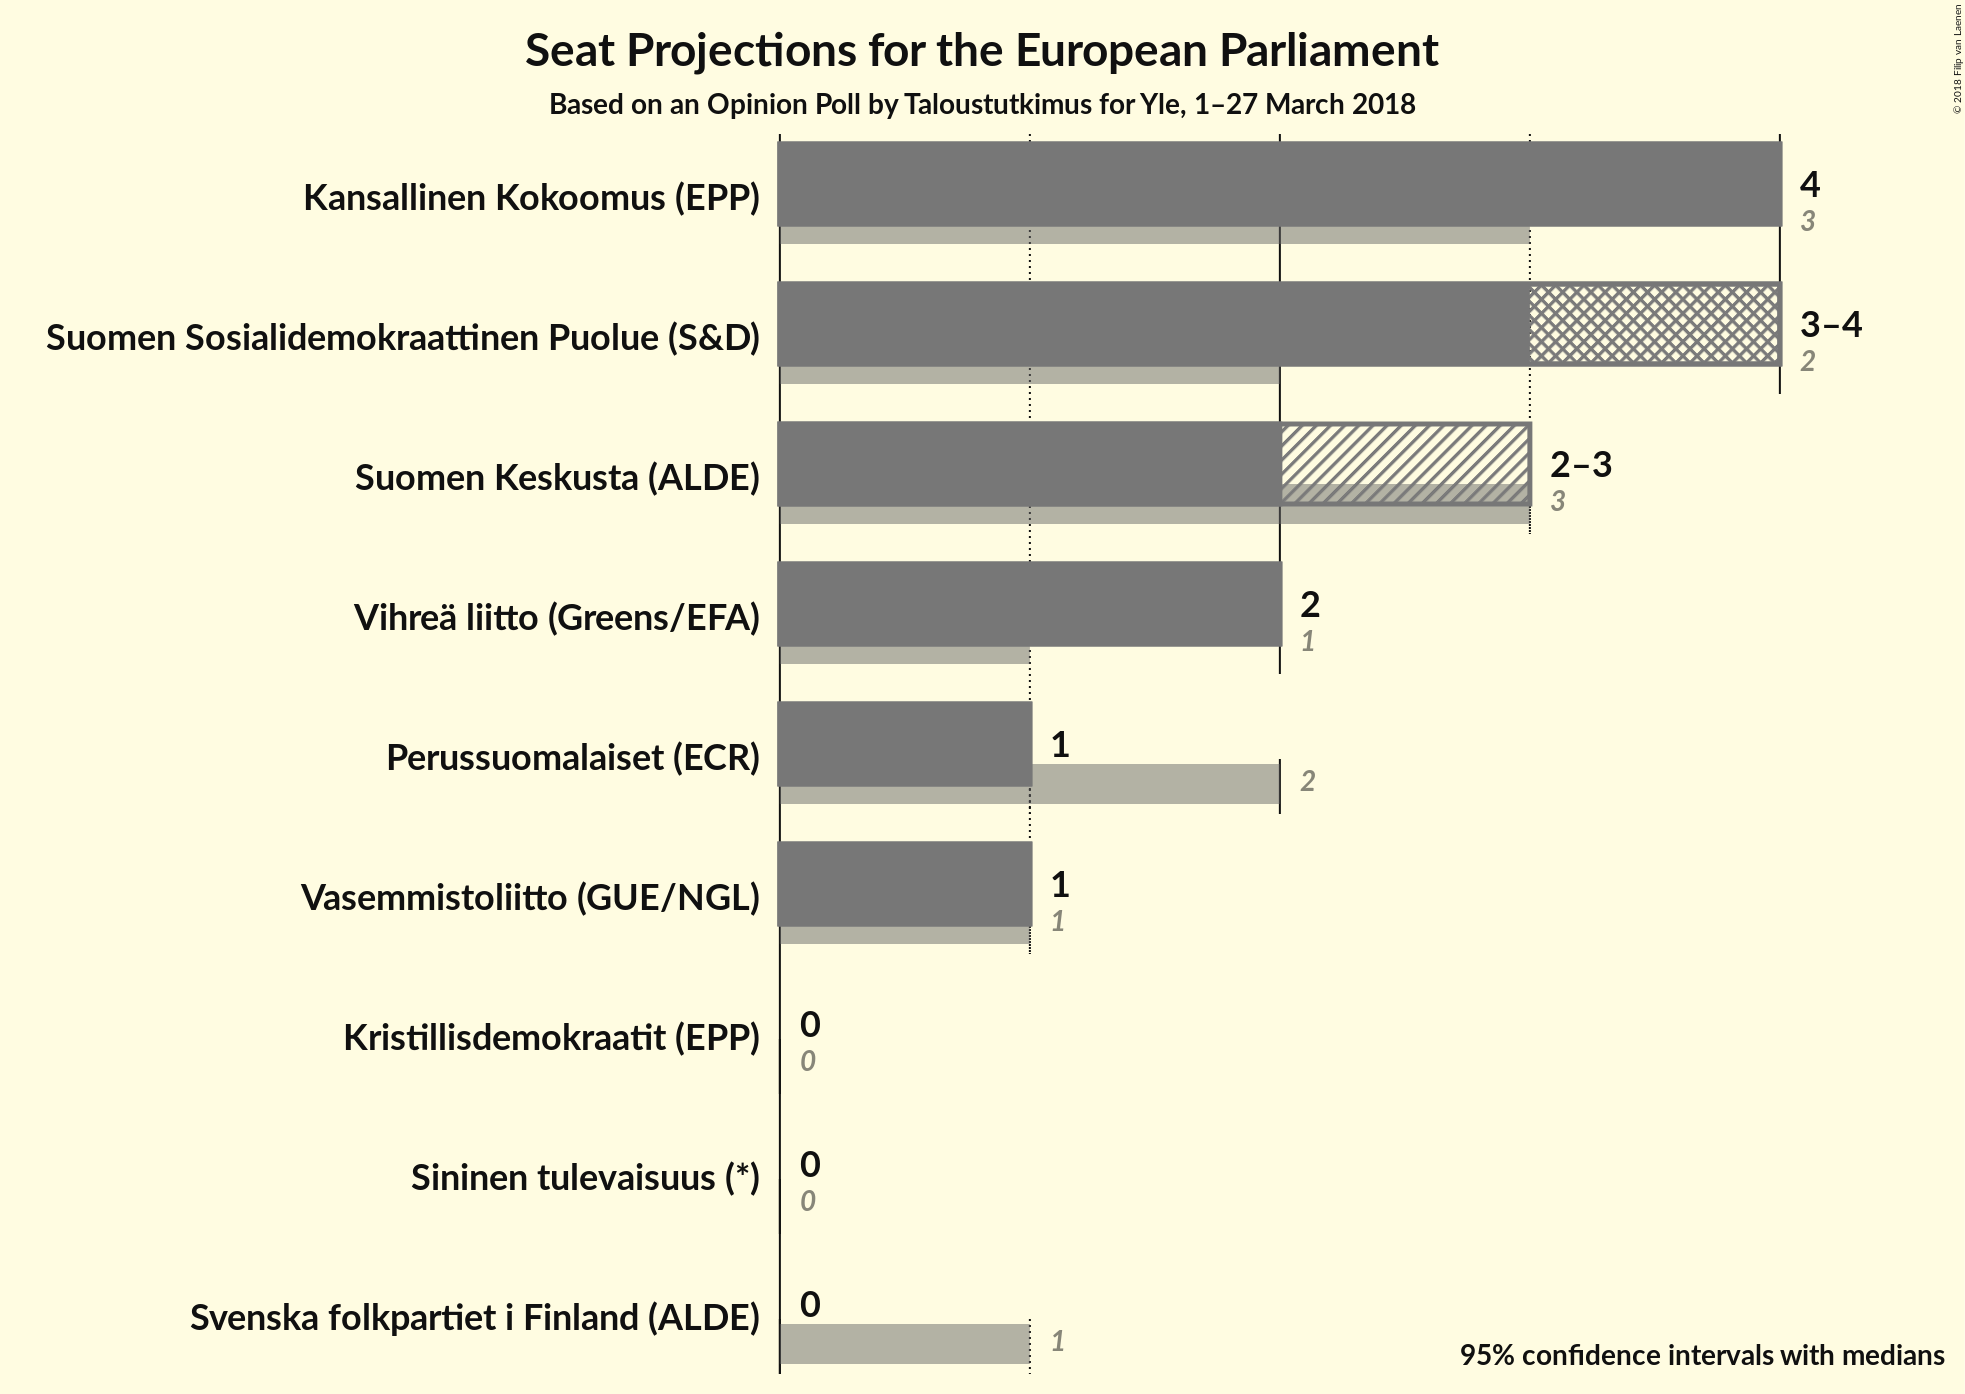 Seat Projections for the European Parliament
Based on an Opinion Poll by Taloustutkimus for Yle, 1–27 March 2018
© 2018 Filip van Laenen
Kansallinen Kokoomus (EPP)
4
3
Suomen Sosialidemokraattinen Puolue (S&D)
3–4
2
Suomen Keskusta (ALDE)
2–3
3
Vihreä liitto (Greens/EFA)
2
1
Perussuomalaiset (ECR)
1
2
Vasemmistoliitto (GUE/NGL)
1
1
Kristillisdemokraatit (EPP)
0
0
Sininen tulevaisuus (*)
0
0
Svenska folkpartiet i Finland (ALDE)
0
1
95% confidence intervals with medians